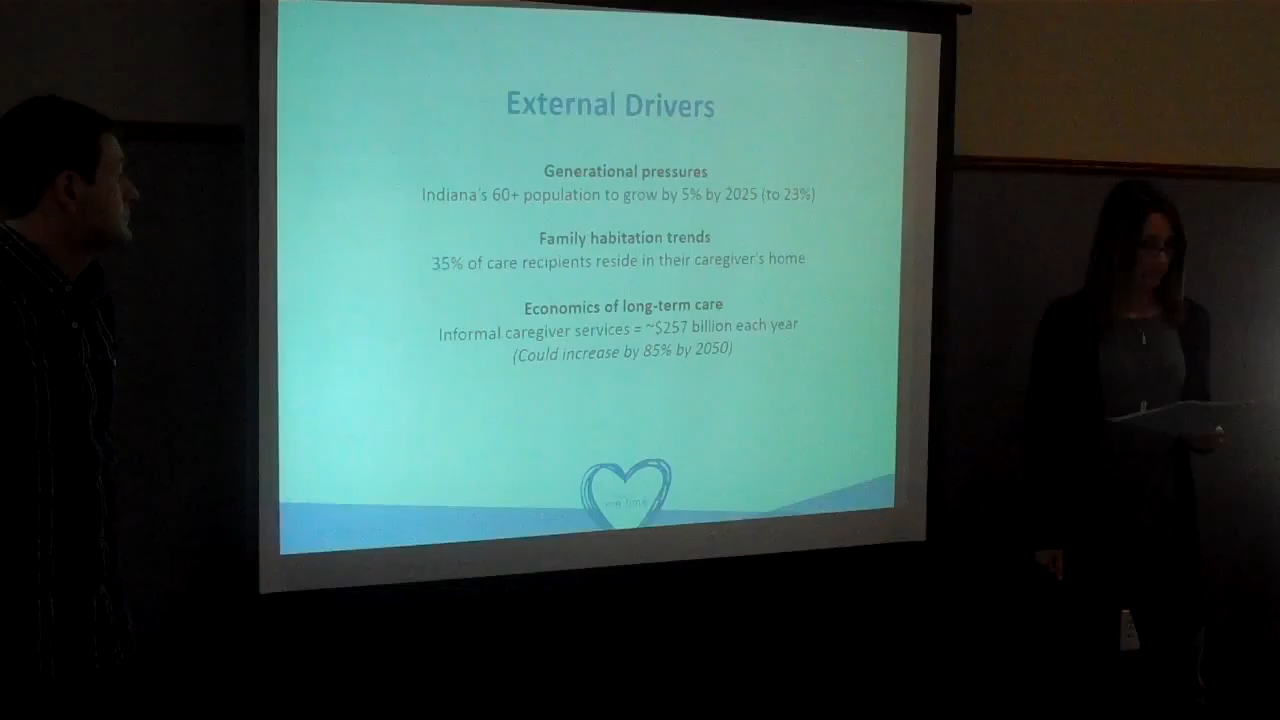 External Drivers
Generational pressures
Indiana's 60+ population to grow by 5% by 2025 (to 23%)
Family habitation trends
35% of care recipients reside in their caregiver's home
Economics of long-term care
Informal caregiver services = ~$257 billion each year
(Could increase by 85% by 2050)